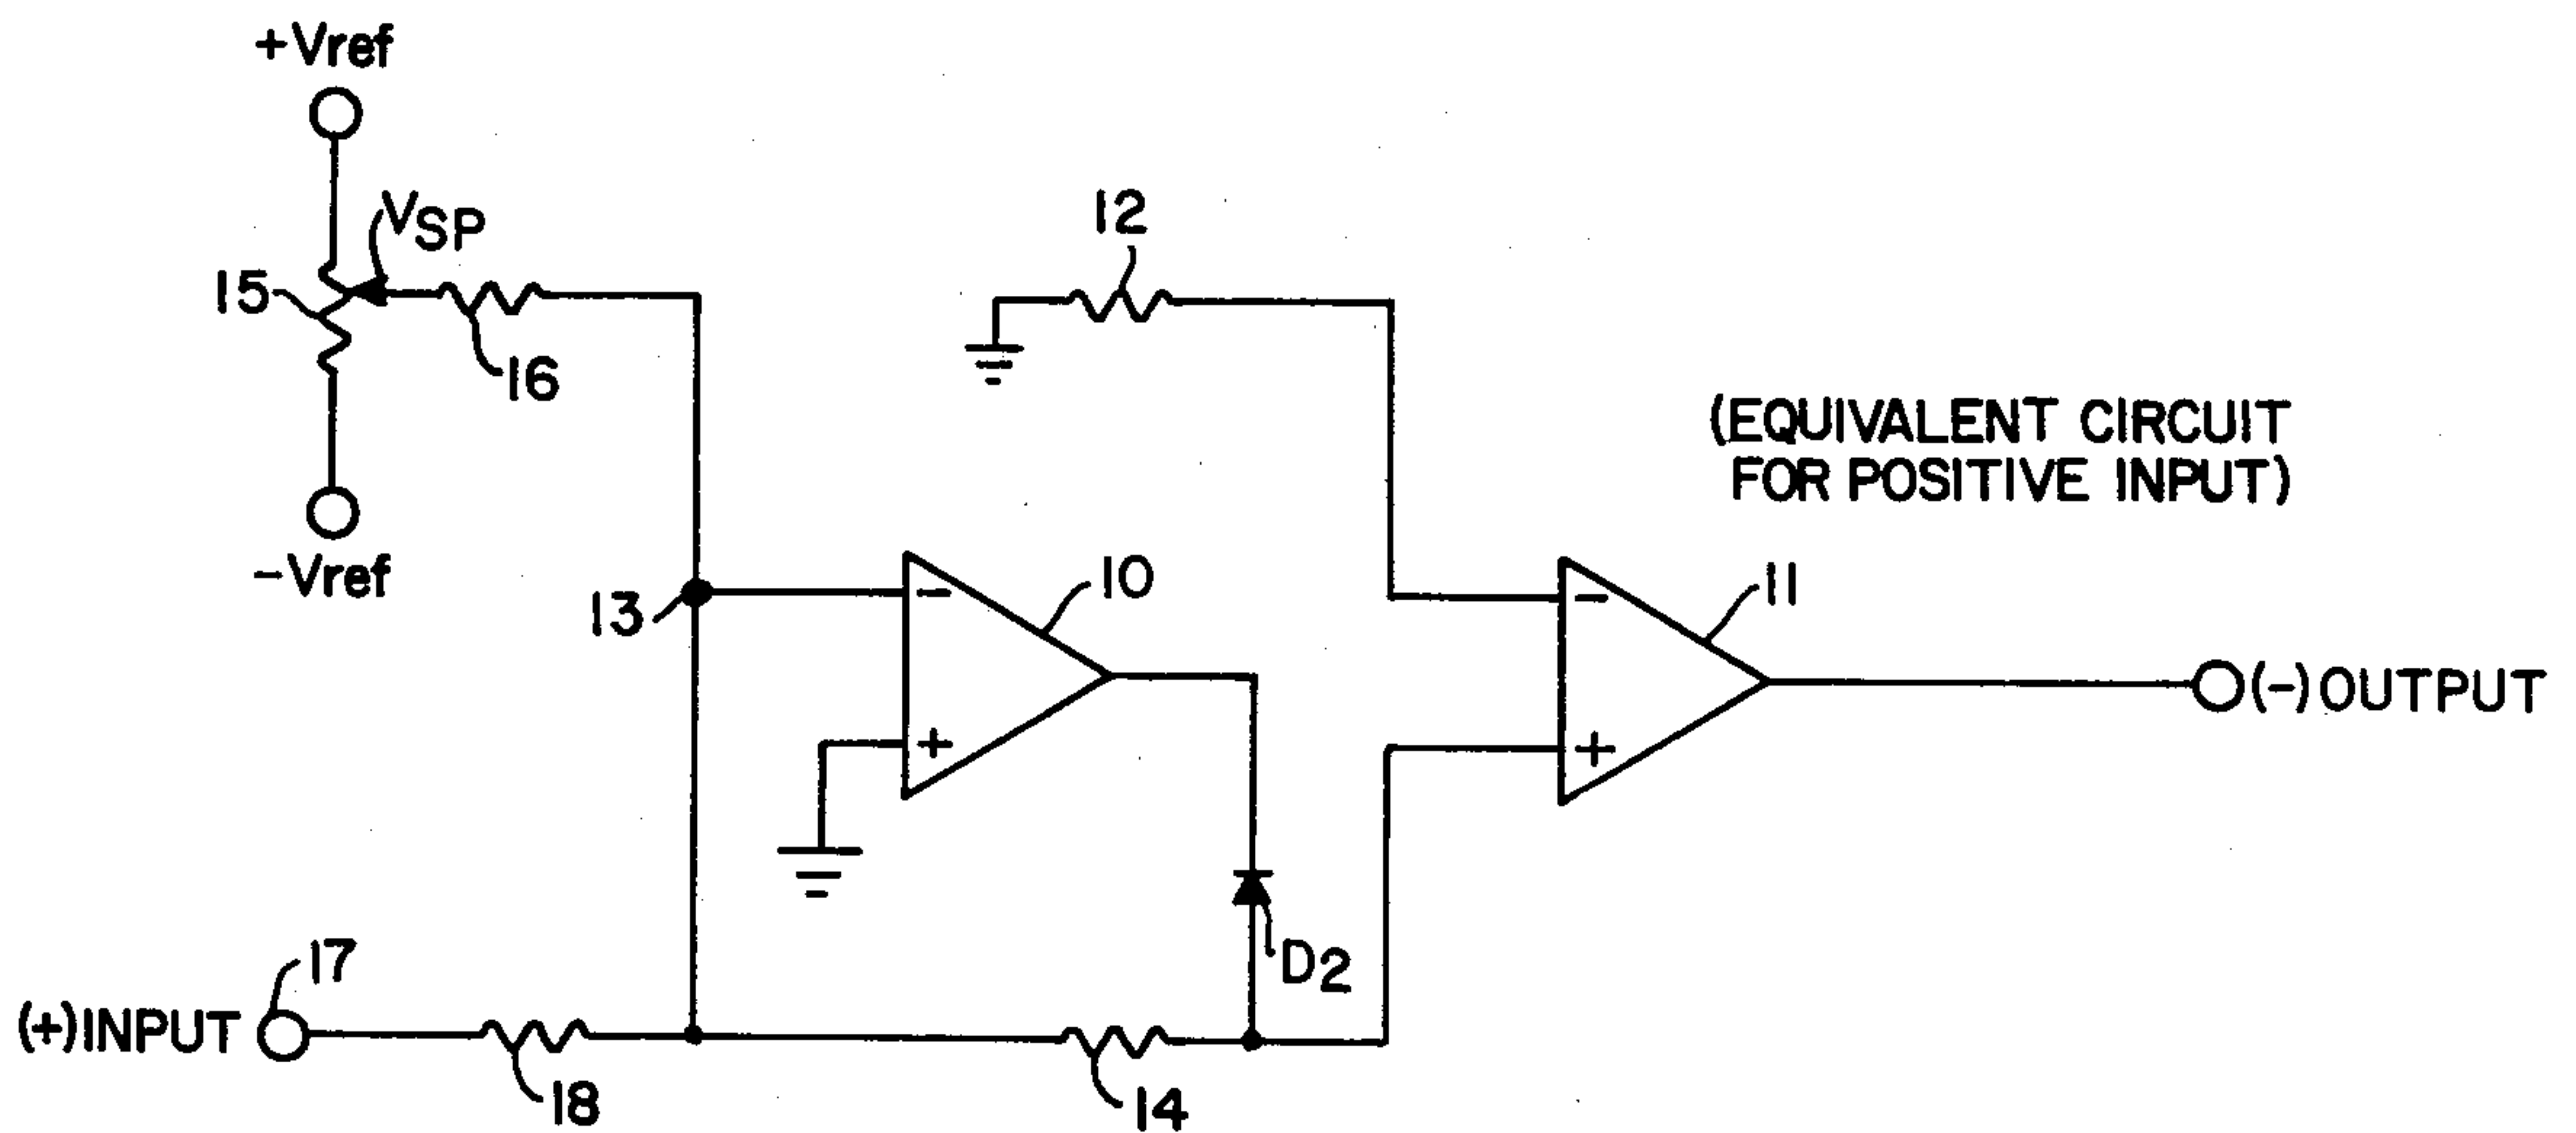 +Vref
VSP
15
16
-Vref
12
(EQUIVALENT CIRCUIT
FOR POSITIVE INPUT)
13
-
10
+
-
11
+
(-)OUTPUT
D2
17
(+)INPUT
18
14